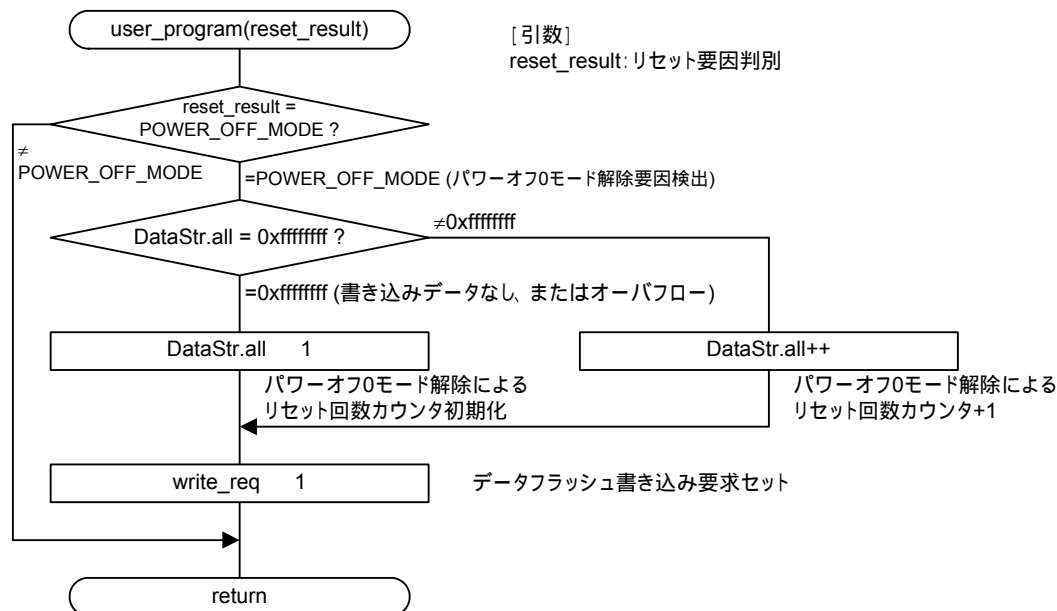 user_program(reset_result)
[引数]
reset_result:リセット要因判別
reset_result =
POWER_OFF_MODE ?
≠
POWER_OFF_MODE
=POWER_OFF_MODE (パワーオフ0モード解除要因検出)
DataStr.all = 0xffffffff ?
≠0xffffffff
=0xffffffff (書き込みデータなし、またはオーバフロー)
DataStr.all 1
DataStr.all++
パワーオフ0モード解除による
リセット回数カウンタ初期化
パワーオフ0モード解除による
リセット回数カウンタ+1
write_req 1
データフラッシュ書き込み要求セット
return